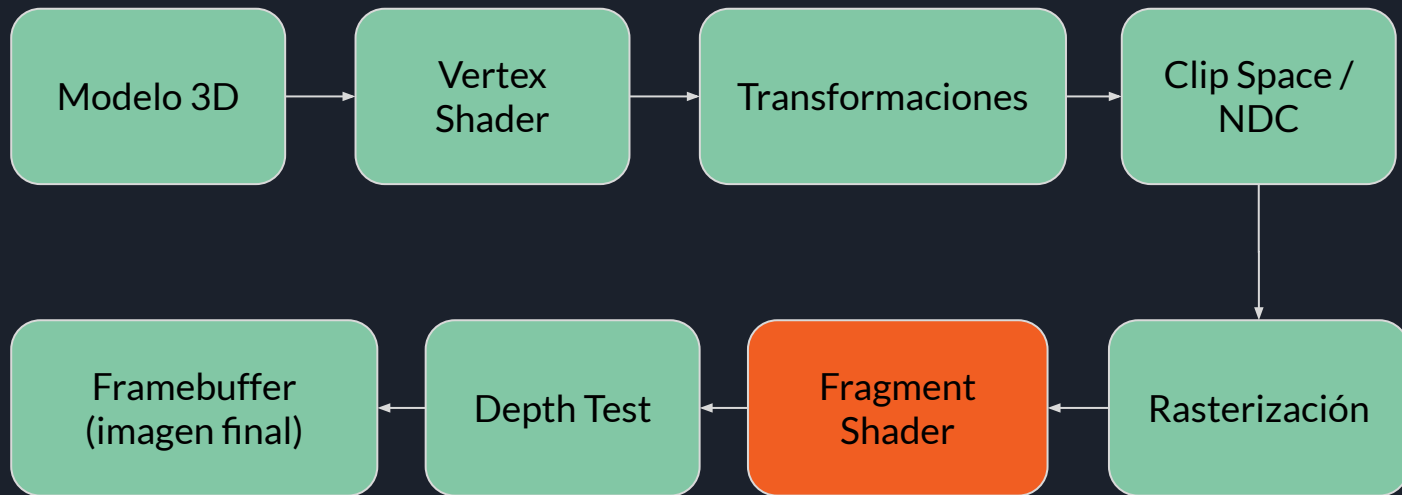 Modelo 3D
Vertex
Shader
Transformaciones
Clip Space /
NDC
Rasterización
Fragment
Shader
Depth Test
Framebuffer
(imagen final)